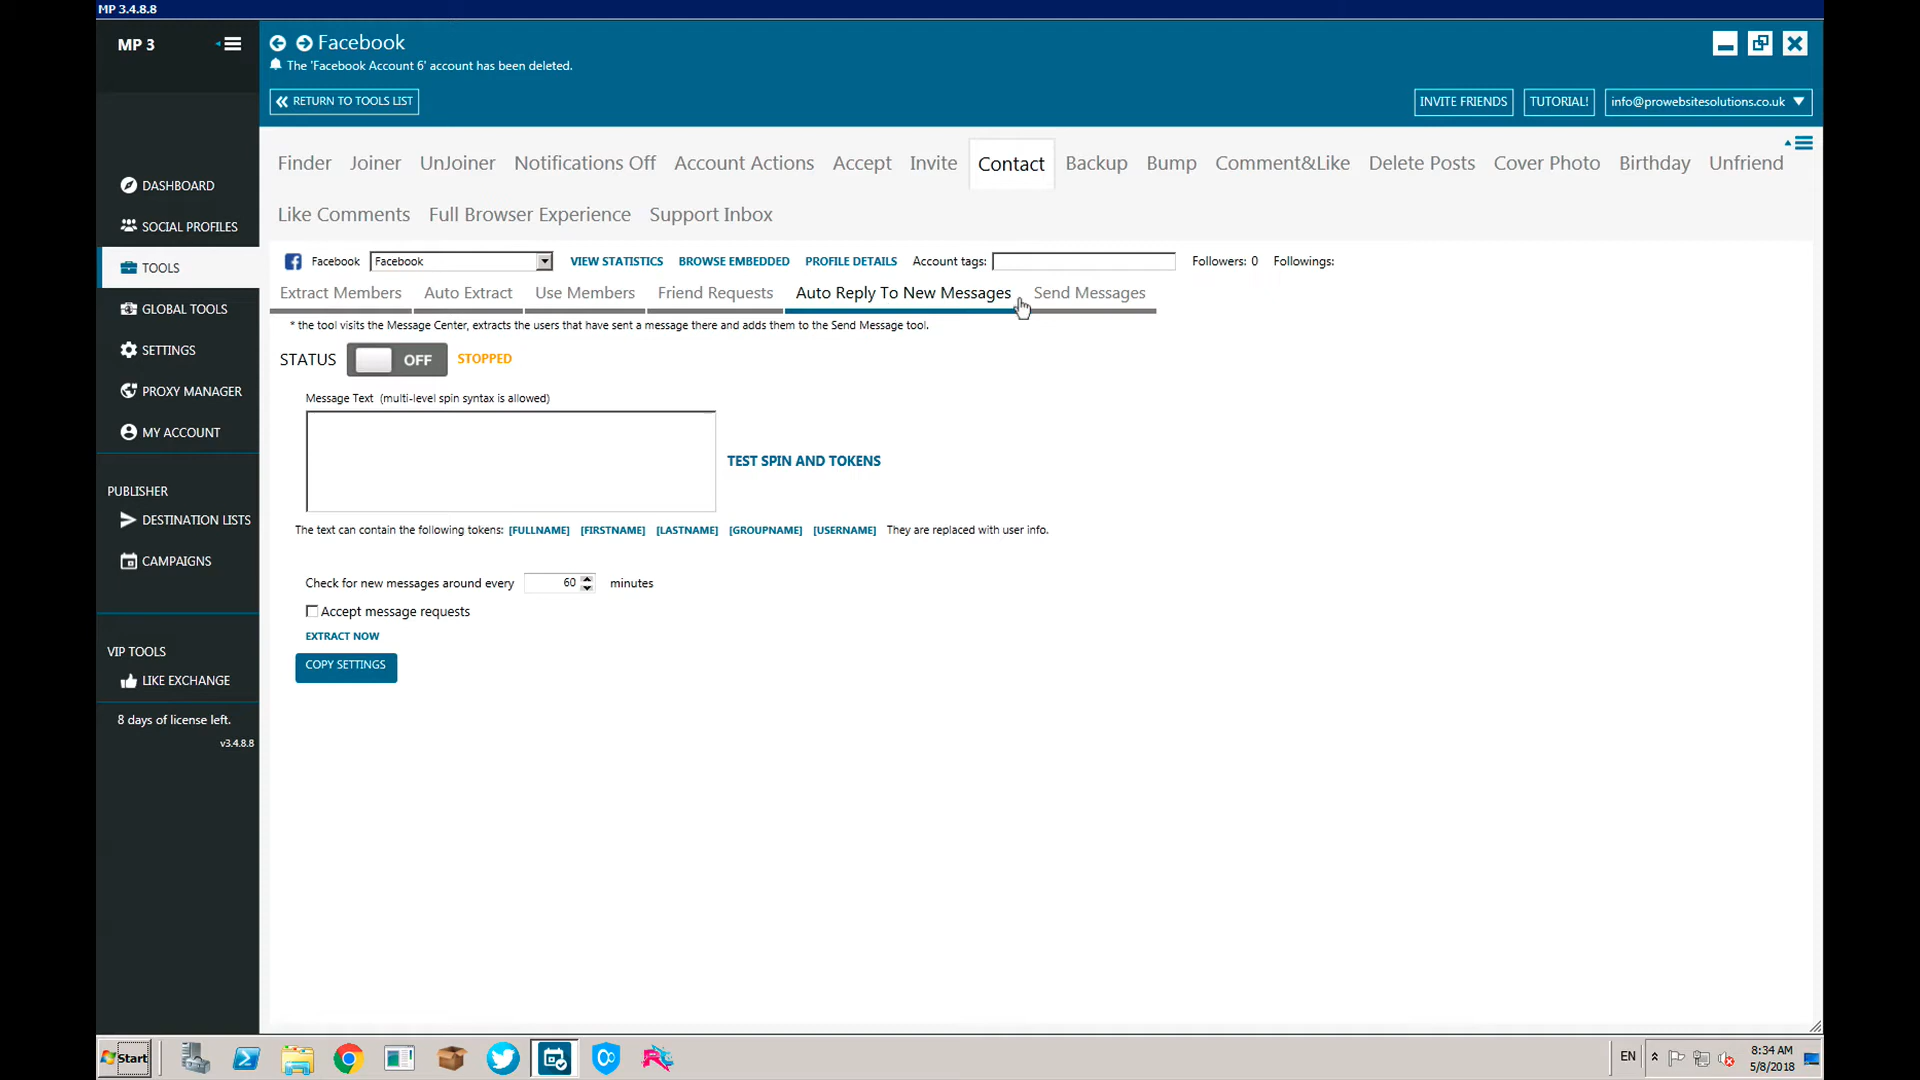 MP 3.4.8.8
MP 3
Facebook
The 'Facebook Account 6' account has been deleted.
RETURN TO TOOLS LIST
INVITE FRIENDS
TUTORIAL!
info@prowebsitesolutions.co.uk
DASHBOARD
SOCIAL PROFILES
TOOLS
GLOBAL TOOLS
SETTINGS
PROXY MANAGER
MY ACCOUNT
PUBLISHER
DESTINATION LISTS
CAMPAIGNS
VIP TOOLS
LIKE EXCHANGE
8 days of license left.
v3.4.8.8
Finder Joiner UnJoiner Notifications Off Account Actions Accept Invite Contact Backup Bump Comment&Like Delete Posts Cover Photo Birthday Unfriend
Like Comments Full Browser Experience Support Inbox
Facebook Facebook VIEW STATISTICS BROWSE EMBEDDED PROFILE DETAILS Account tags: Followers: 0 Followings:
Extract Members Auto Extract Use Members Friend Requests Auto Reply To New Messages Send Messages
* the tool visits the Message Center, extracts the users that have sent a message there and adds them to the Send Message tool.
STATUS OFF STOPPED
Message Text (multi-level spin syntax is allowed)
TEST SPIN AND TOKENS
The text can contain the following tokens: [FULLNAME] [FIRSTNAME] [LASTNAME] [GROUPNAME] [USERNAME] They are replaced with user info.
Check for new messages around every 60 minutes
Accept message requests
EXTRACT NOW
COPY SETTINGS
Start
EN
8:34 AM
5/8/2018